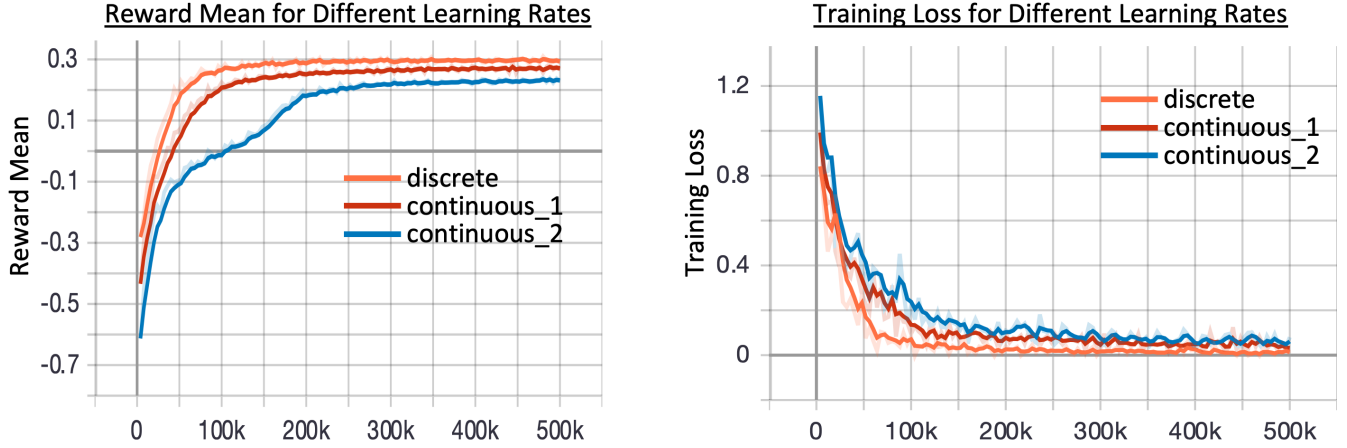 Reward Mean for Different Learning Rates
Reward Mean
0.3
0.1
-0.1
-0.3
-0.5
-0.7
discrete
continuous_1
continuous_2
0 100k 200k 300k 400k 500k
Training Loss for Different Learning Rates
Training Loss
1.2
0.8
0.4
0
discrete
continuous_1
continuous_2
0 100k 200k 300k 400k 500k